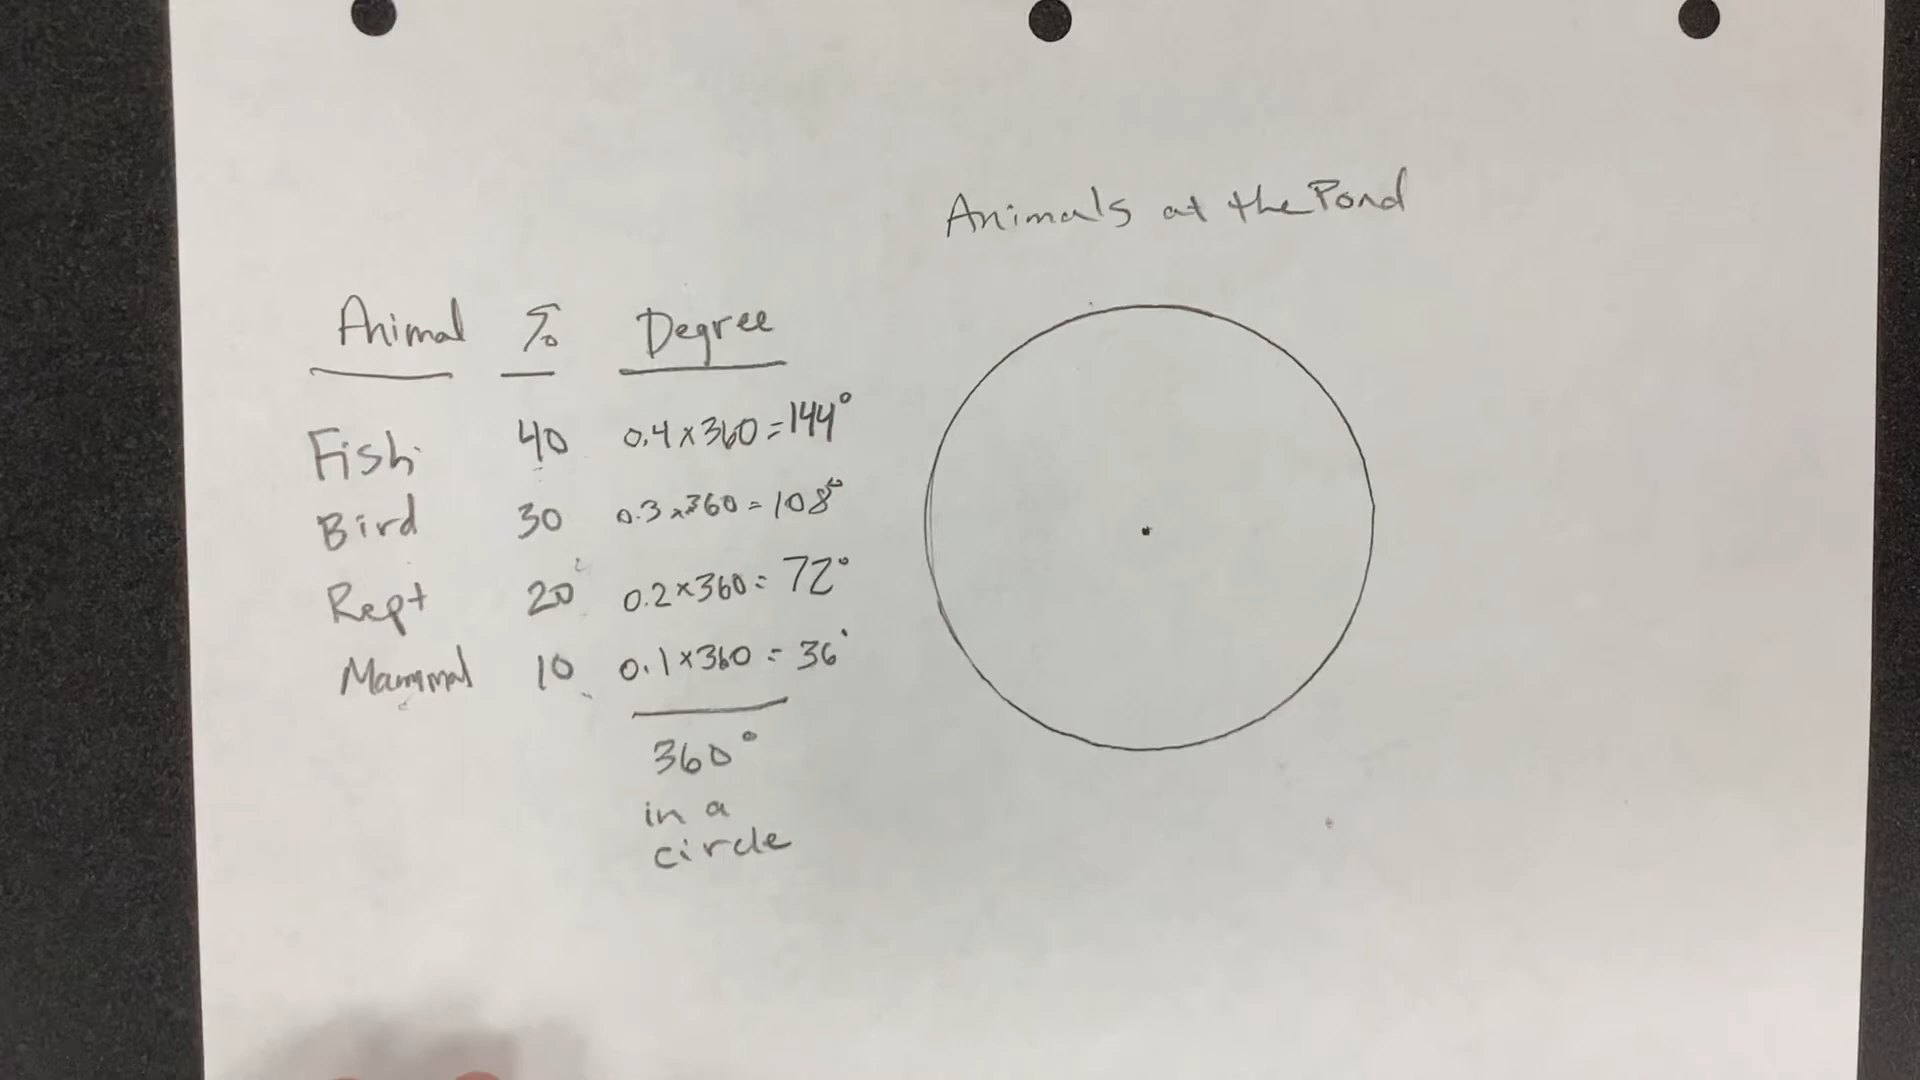 Animals at the Pond
Animal % Degree
Fish 40 0.4 x 360 = 144°
Bird 30 0.3 x 360 = 108°
Rept 20 0.2 x 360 = 72°
Mammal 10 0.1 x 360 = 36°
360°
in a
circle